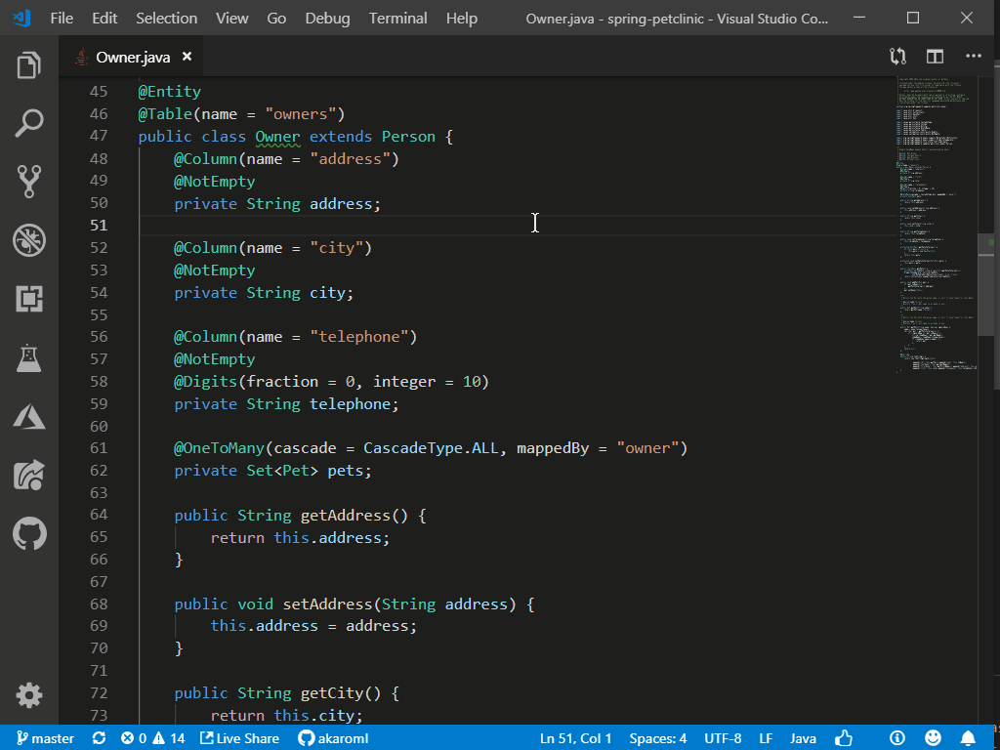 File Edit Selection View Go Debug Terminal Help Owner.java - spring-petclinic - Visual Studio Co...
Owner.java
45 @Entity
46 @Table(name = "owners")
47 public class Owner extends Person {
48 @Column(name = "address")
49 @NotEmpty
50 private String address;
51
52 @Column(name = "city")
53 @NotEmpty
54 private String city;
55
56 @Column(name = "telephone")
57 @NotEmpty
58 @Digits(fraction = 0, integer = 10)
59 private String telephone;
60
61 @OneToMany(cascade = CascadeType.ALL, mappedBy = "owner")
62 private Set<Pet> pets;
63
64 public String getAddress() {
65 return this.address;
66 }
67
68 public void setAddress(String address) {
69 this.address = address;
70 }
71
72 public String getCity() {
73 return this.city;
master 0 14 Live Share akaroml Ln 51, Col 1 Spaces: 4 UTF-8 LF Java